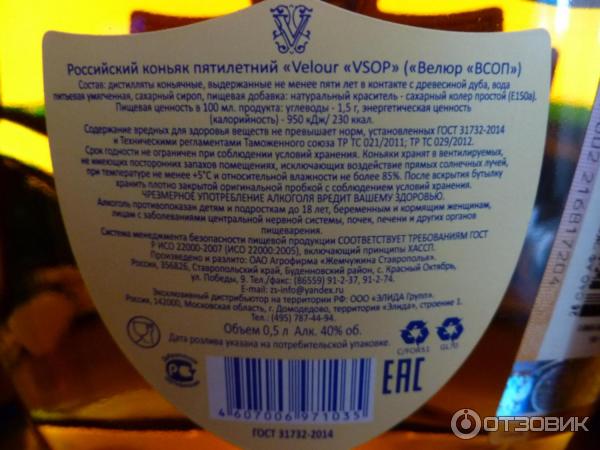 Российский коньяк пятилетний «Velour «VSOP» («Велюр «ВСОП»)
Состав: дистилляты коньячные, выдержанные не менее пяти лет в контакте с древесиной дуба, вода
питьевая умягченная, сахарный сироп, пищевая добавка: натуральный краситель - сахарный колер простой (Е150а).
Пищевая ценность в 100 мл. продукта: углеводы - 1,5 г, энергетическая ценность
(калорийность) - 950 кДж/ 230 ккал.
Содержание вредных для здоровья веществ не превышает норм, установленных ГОСТ 31732-2014
и Техническими регламентами Таможенного союза ТР ТС 021/2011; ТР ТС 029/2012.
Срок годности не ограничен при соблюдении условий хранения. Коньяки хранят в вентилируемых,
не имеющих посторонних запахов помещениях, исключающих воздействие прямых солнечных лучей,
при температуре не менее +5°С и относительной влажности не более 85%. После вскрытия бутылку
хранить плотно закрытой оригинальной пробкой с соблюдением условий хранения.
ЧРЕЗМЕРНОЕ УПОТРЕБЛЕНИЕ АЛКОГОЛЯ ВРЕДИТ ВАШЕМУ ЗДОРОВЬЮ.
Алкоголь противопоказан детям и подросткам до 18 лет, беременным и кормящим женщинам,
лицам с заболеваниями центральной нервной системы, почек, печени и других органов
пищеварения.
Система менеджмента безопасности пищевой продукции СООТВЕТСТВУЕТ ТРЕБОВАНИЯМ ГОСТ
Р ИСО 22000-2007 (ИСО 22000:2005), включающий принципы ХАССП.
Произведено и разлито: ОАО Агрофирма «Жемчужина Ставрополья».
Россия, 356825, Ставропольский край, Буденновский район, с. Красный Октябрь,
ул. Победы, 9. Тел./факс: (86559) 91-2-37, 91-2-74.
E-mail: zs-info@yandex.ru
Эксклюзивный дистрибьютор на территории РФ: ООО «ЭЛИДА Групп».
Россия, 142000, Московская область, г. Домодедово, территория "Элида", строение 1.
Тел.: (495) 787-44-94.
Объем 0,5 л Алк. 40% об.
Дата розлива указана на потребительской упаковке.
C/FOR51
GL70
Добровольная
сертификация
ЕАС
4607006971035
ГОСТ 31732-2014
ОТЗОВИК